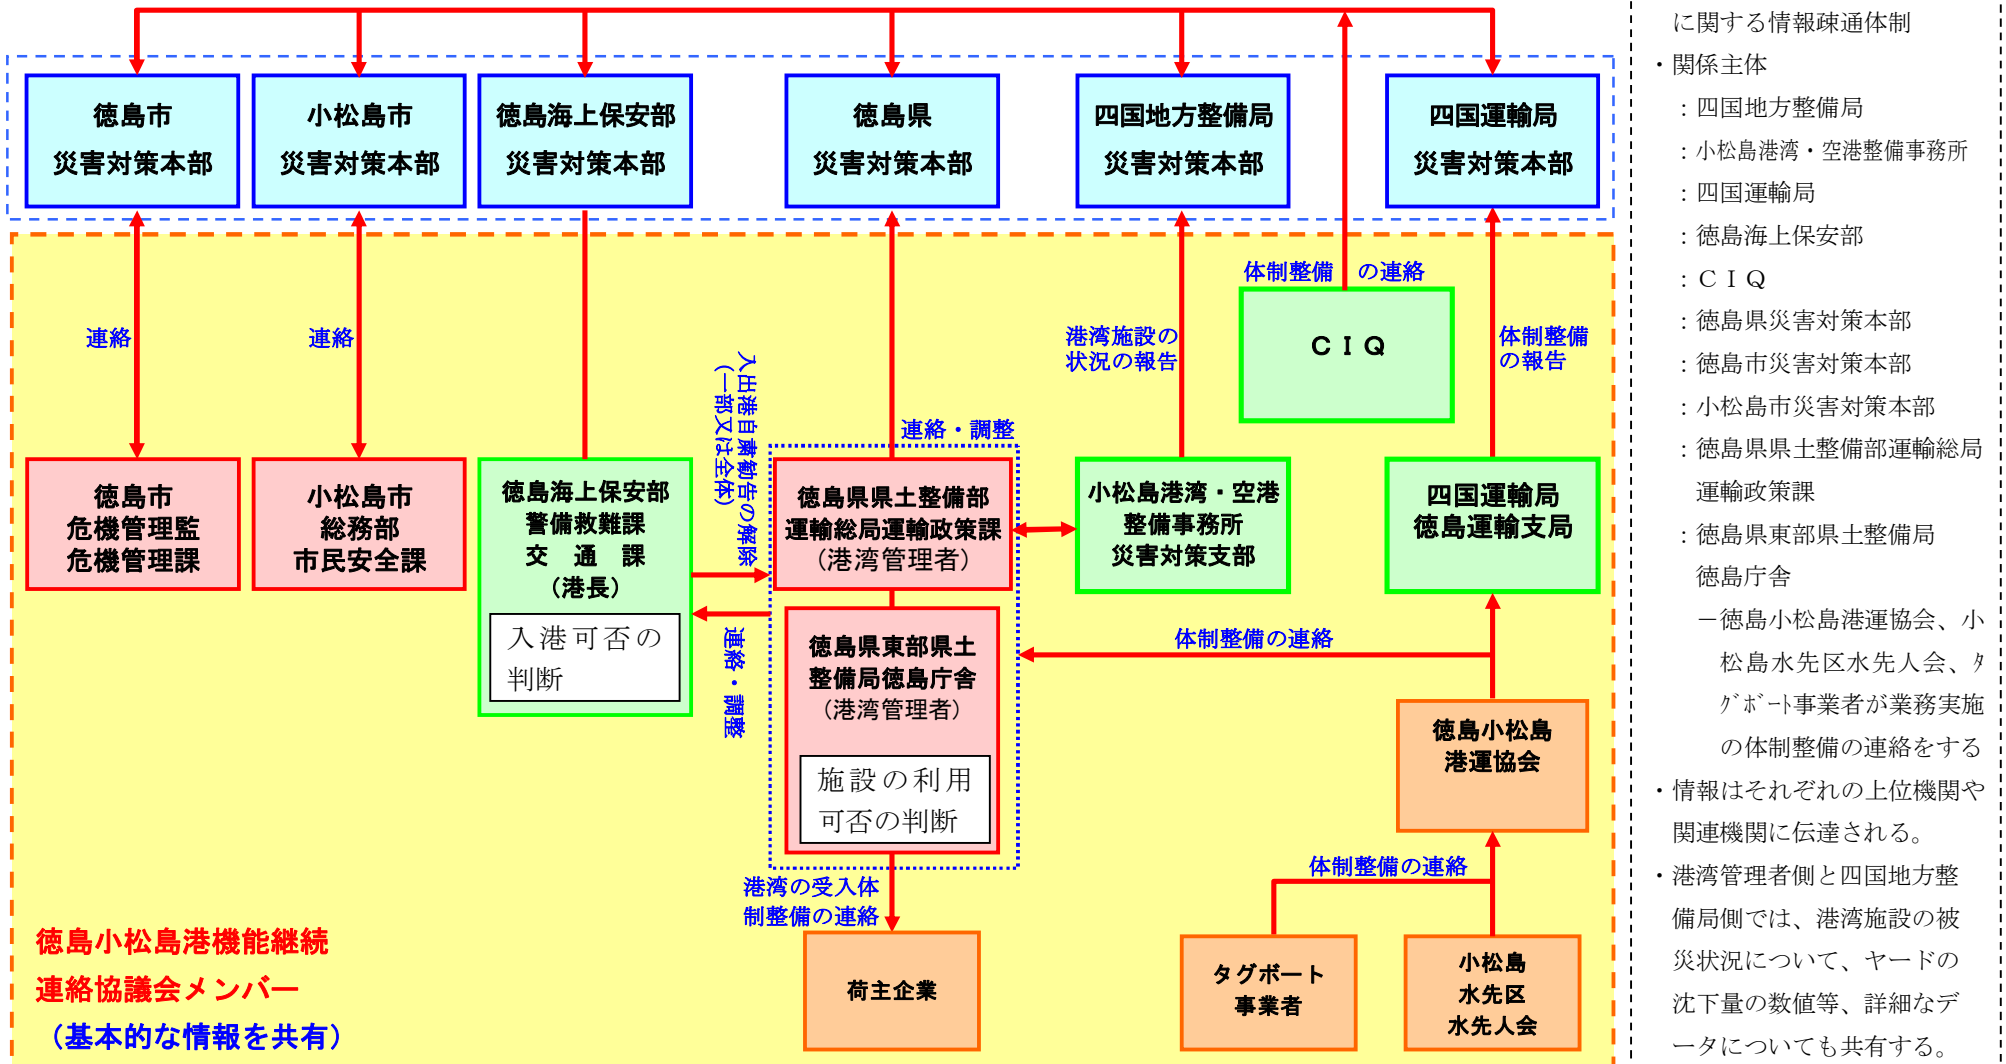 徳島市
災害対策本部
小松島市
災害対策本部
徳島海上保安部
災害対策本部
徳島県
災害対策本部
四国地方整備局
災害対策本部
四国運輸局
災害対策本部
連絡
連絡
入出港自粛勧告の解除
(一部又は全体)
連絡・調整
港湾施設の
状況の報告
体制整備 の連絡
ＣＩＱ
体制整備
の報告
徳島市
危機管理監
危機管理課
小松島市
総務部
市民安全課
徳島海上保安部
警備救難課
交 通 課
（港長）
入港可否の
判断
徳島県県土整備部
運輸総局運輸政策課
（港湾管理者）
小松島港湾・空港
整備事務所
災害対策支部
四国運輸局
徳島運輸支局
連絡・調整
徳島県東部県土
整備局徳島庁舎
（港湾管理者）
施設の利用
可否の判断
体制整備の連絡
徳島小松島
港運協会
体制整備の連絡
港湾の受入体
制整備の連絡
荷主企業
タグボート
事業者
小松島
水先区
水先人会
徳島小松島港機能継続
連絡協議会メンバー
（基本的な情報を共有）
に関する情報疎通体制
・関係主体
：四国地方整備局
：小松島港湾・空港整備事務所
：四国運輸局
：徳島海上保安部
：ＣＩＱ
：徳島県災害対策本部
：徳島市災害対策本部
：小松島市災害対策本部
：徳島県県土整備部運輸総局
運輸政策課
：徳島県東部県土整備局
徳島庁舎
－徳島小松島港運協会、小
松島水先区水先人会、ﾀ
ｸﾞﾎﾞｰﾄ事業者が業務実施
の体制整備の連絡をする
・情報はそれぞれの上位機関や
関連機関に伝達される。
・港湾管理者側と四国地方整
備局側では、港湾施設の被
災状況について、ヤードの
沈下量の数値等、詳細なデ
ータについても共有する。